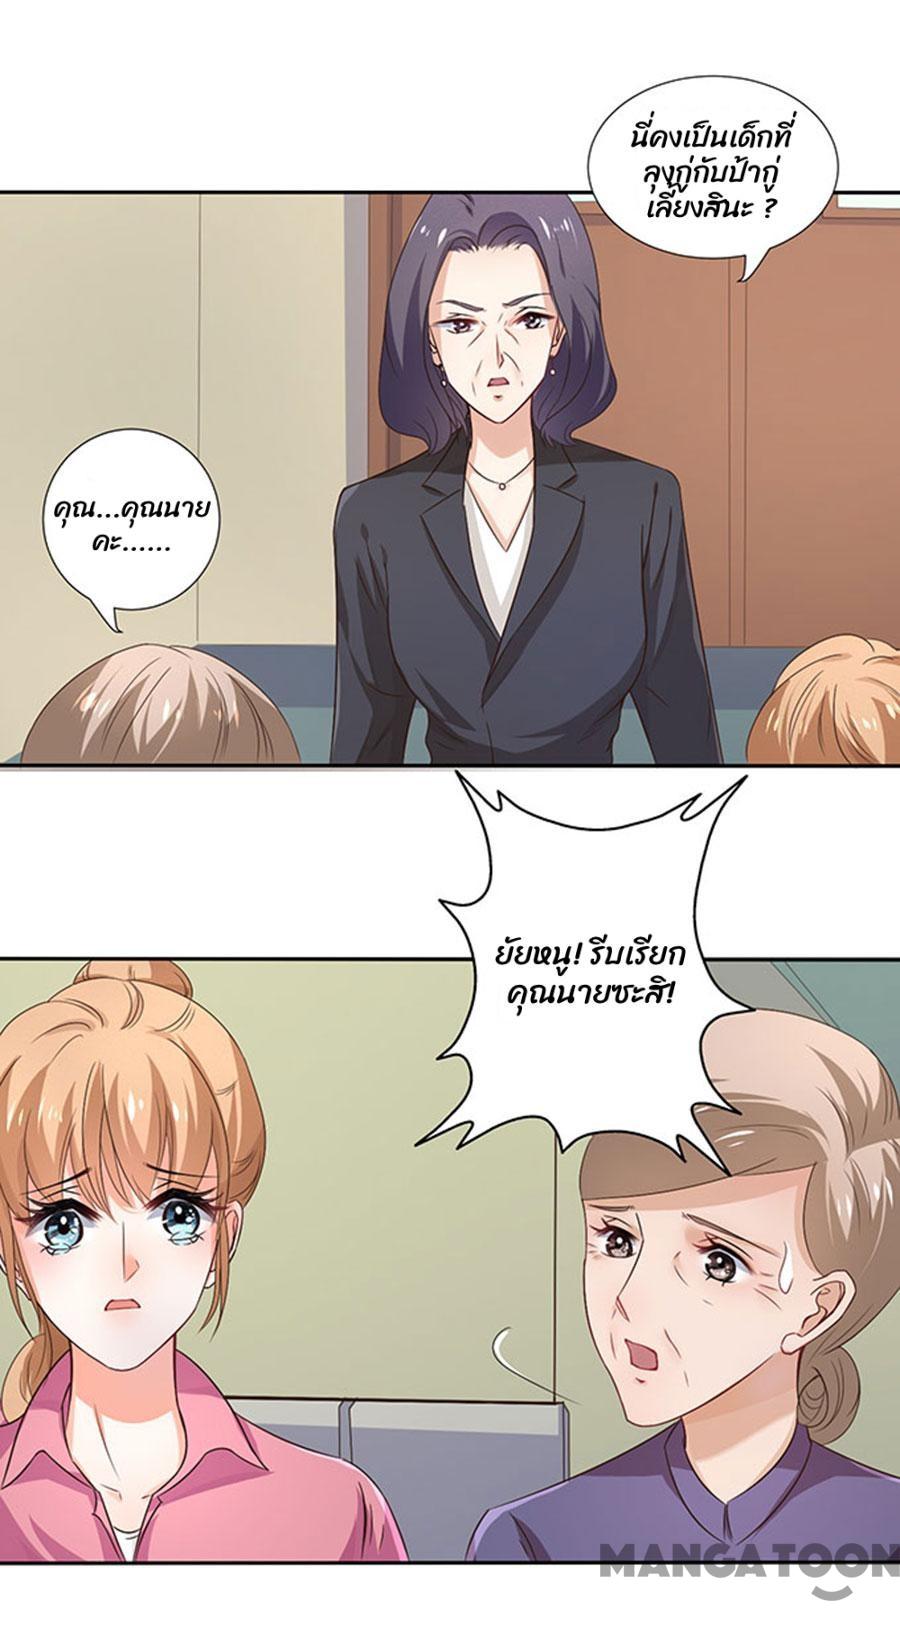 นี่คงเป็นเด็กที่
ลุงกู่กับป้ากู่
เลี้ยงสินะ ?
คุณ...คุณนาย
คะ......
ยัยหนู! รีบเรียก
คุณนายซะสิ!
MANGATOON